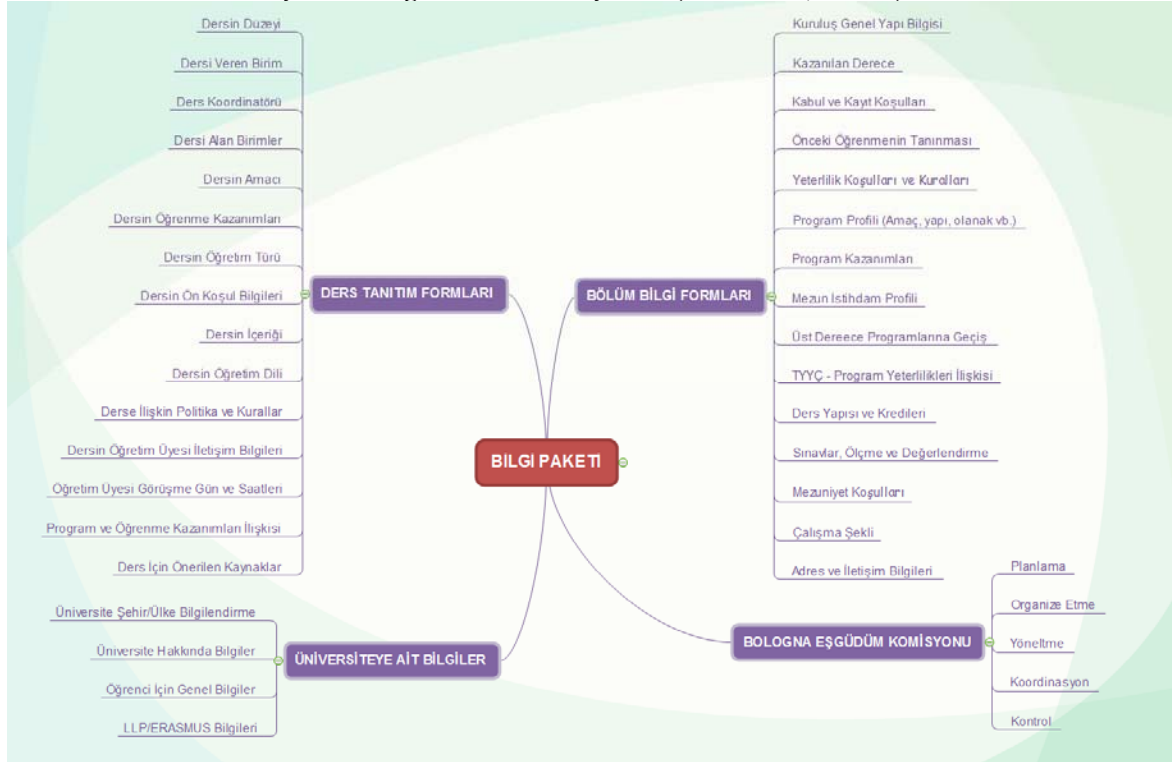 Dersin Düzeyi
Dersi Veren Birim
Ders Koordinatörü
Dersi Alan Birimler
Dersin Amacı
Dersin Öğrenme Kazanımları
Dersin Öğretim Türü
Dersin Ön Koşul Bilgileri
Dersin İçeriği
Dersin Öğretim Dili
Derse İlişkin Politika ve Kurallar
Dersin Öğretim Üyesi İletişim Bilgileri
Öğretim Üyesi Görüşme Gün ve Saatleri
Program ve Öğrenme Kazanımları İlişkisi
Ders İçin Önerilen Kaynaklar
DERS TANITIM FORMLARI
Üniversite Şehir/Ülke Bilgilendirme
Üniversite Hakkında Bilgiler
Öğrenci İçin Genel Bilgiler
LLP/ERASMUS Bilgileri
ÜNİVERSİTEYE AİT BİLGİLER
BİLGİ PAKETİ
BÖLÜM BİLGİ FORMLARI
Kuruluş Genel Yapı Bilgisi
Kazanılan Derece
Kabul ve Kayıt Koşulları
Önceki Öğrenmenin Tanınması
Yeterlilik Koşulları ve Kuralları
Program Profili (Amaç, yapı, olanak vb.)
Program Kazanımları
Mezun İstihdam Profili
Üst Dereece Programlarına Geçiş
TYYÇ - Program Yeterlilikleri İlişkisi
Ders Yapısı ve Kredileri
Sınavlar, Ölçme ve Değerlendirme
Mezuniyet Koşulları
Çalışma Şekli
Adres ve İletişim Bilgileri
BOLOGNA EŞGÜDÜM KOMİSYONU
Planlama
Organize Etme
Yöneltme
Koordinasyon
Kontrol